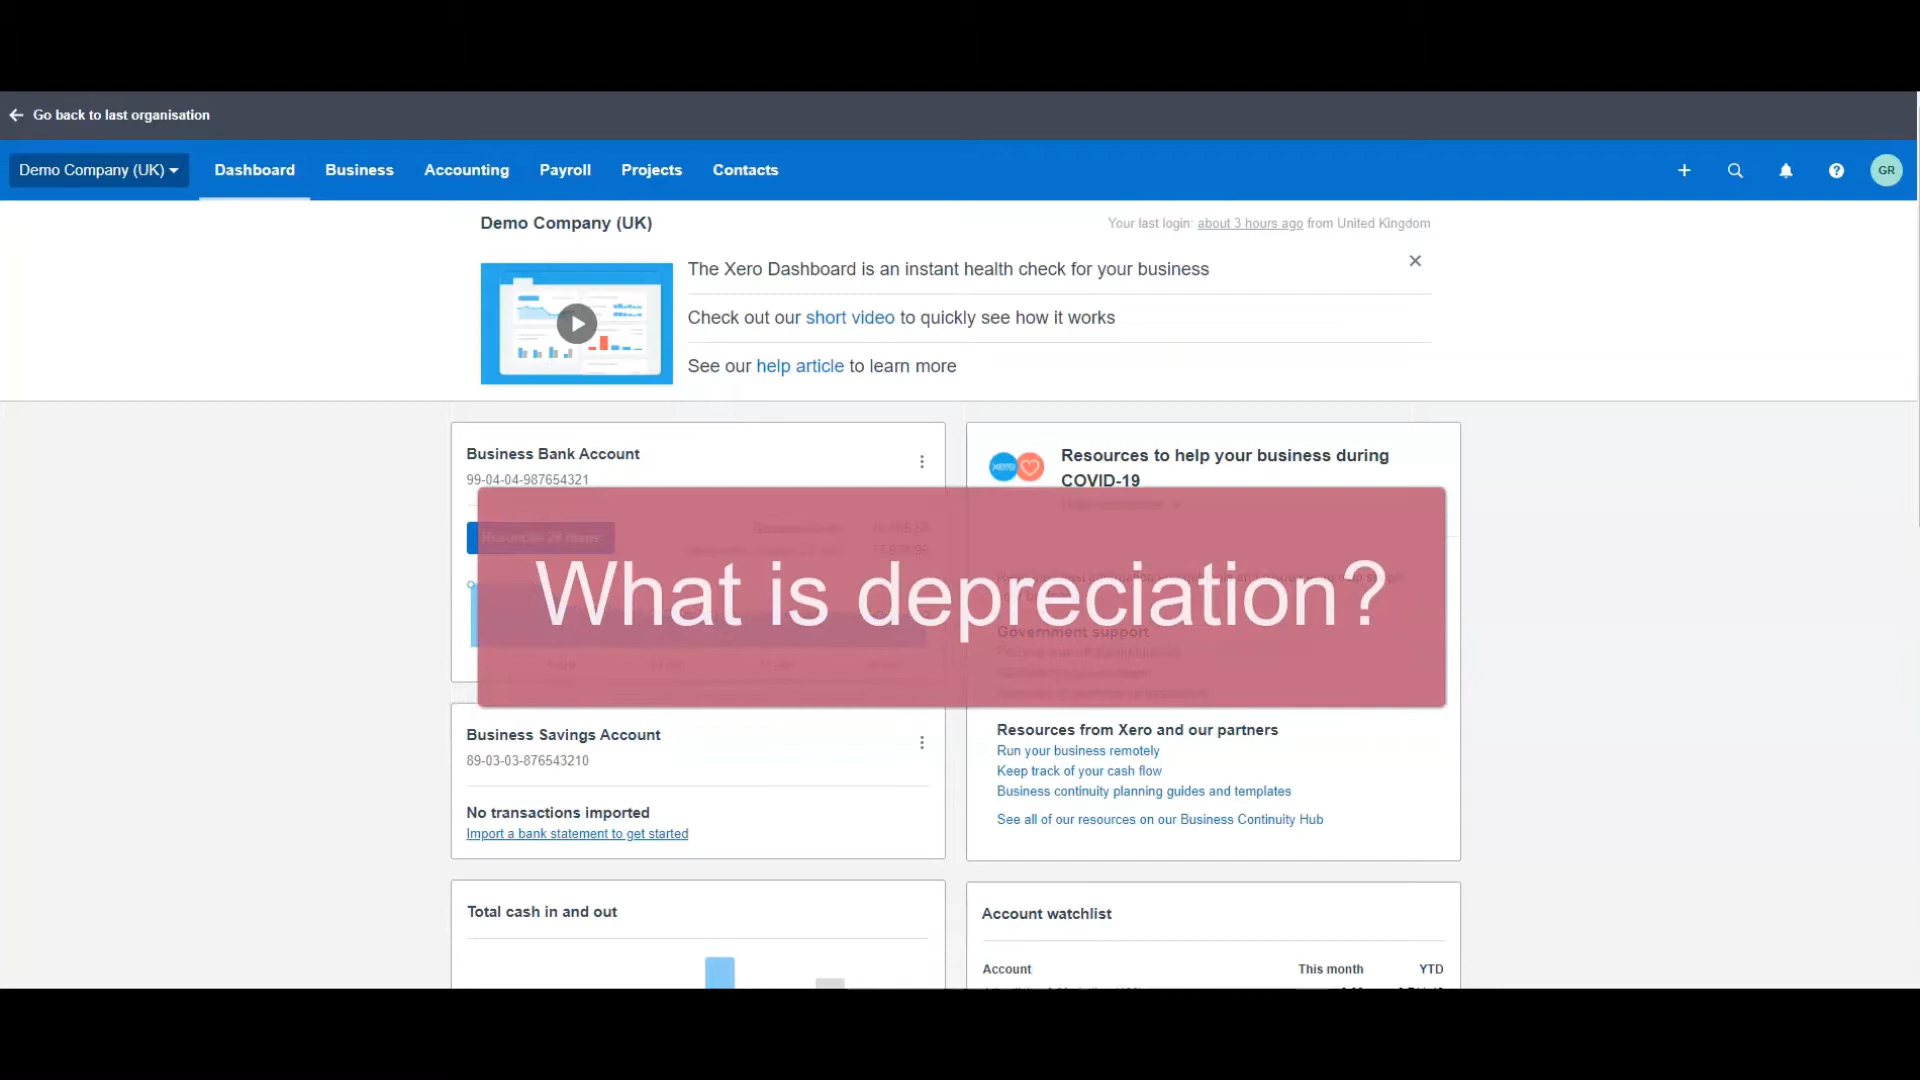 Go back to last organisation
Demo Company (UK)
Dashboard
Business
Accounting
Payroll
Projects
Contacts
GR
Demo Company (UK)
Your last login: about 3 hours ago from United Kingdom
The Xero Dashboard is an instant health check for your business
Check out our short video to quickly see how it works
See our help article to learn more
Business Bank Account
99-04-04-987654321
Resources to help your business during
COVID-19
xero
What is depreciation?
Government support
Business Savings Account
89-03-03-876543210
No transactions imported
Import a bank statement to get started
Resources from Xero and our partners
Run your business remotely
Keep track of your cash flow
Business continuity planning guides and templates
See all of our resources on our Business Continuity Hub
Total cash in and out
Account watchlist
Account
This month
YTD